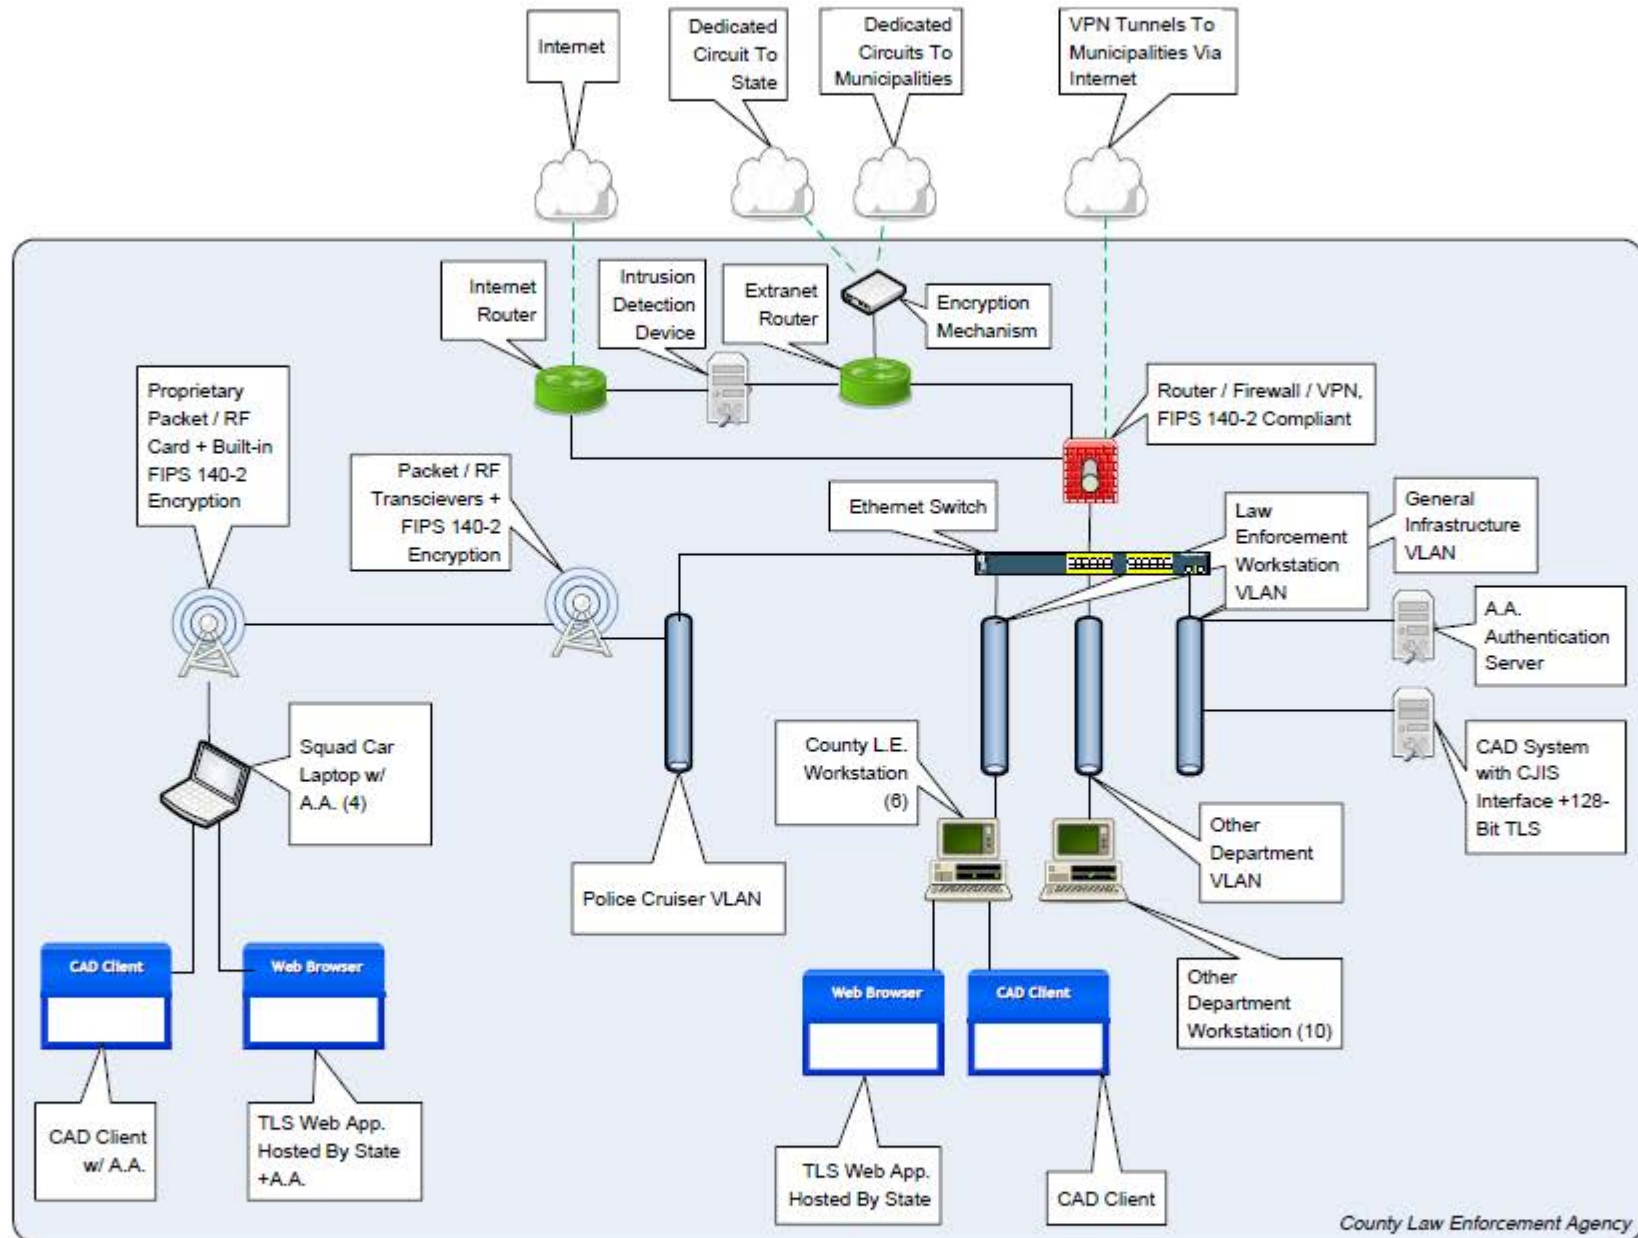 Internet
Dedicated
Circuit To
State
Dedicated
Circuits To
Municipalities
VPN Tunnels To
Municipalities Via
Internet
Internet
Router
Intrusion
Detection
Device
Extranet
Router
Encryption
Mechanism
Proprietary
Packet / RF
Card + Built-in
FIPS 140-2
Encryption
Packet / RF
Transcievers +
FIPS 140-2
Encryption
Router / Firewall / VPN,
FIPS 140-2 Compliant
Ethernet Switch
Law
Enforcement
Workstation
VLAN
General
Infrastructure
VLAN
A.A.
Authentication
Server
Squad Car
Laptop w/
A.A. (4)
County L.E.
Workstation
(6)
CAD System
with CJIS
Interface +128-
Bit TLS
Other
Department
VLAN
Police Cruiser VLAN
CAD Client
Web Browser
Web Browser
CAD Client
Other
Department
Workstation (10)
CAD Client
w/ A.A.
TLS Web App.
Hosted By State
+A.A.
TLS Web App.
Hosted By State
CAD Client
County Law Enforcement Agency